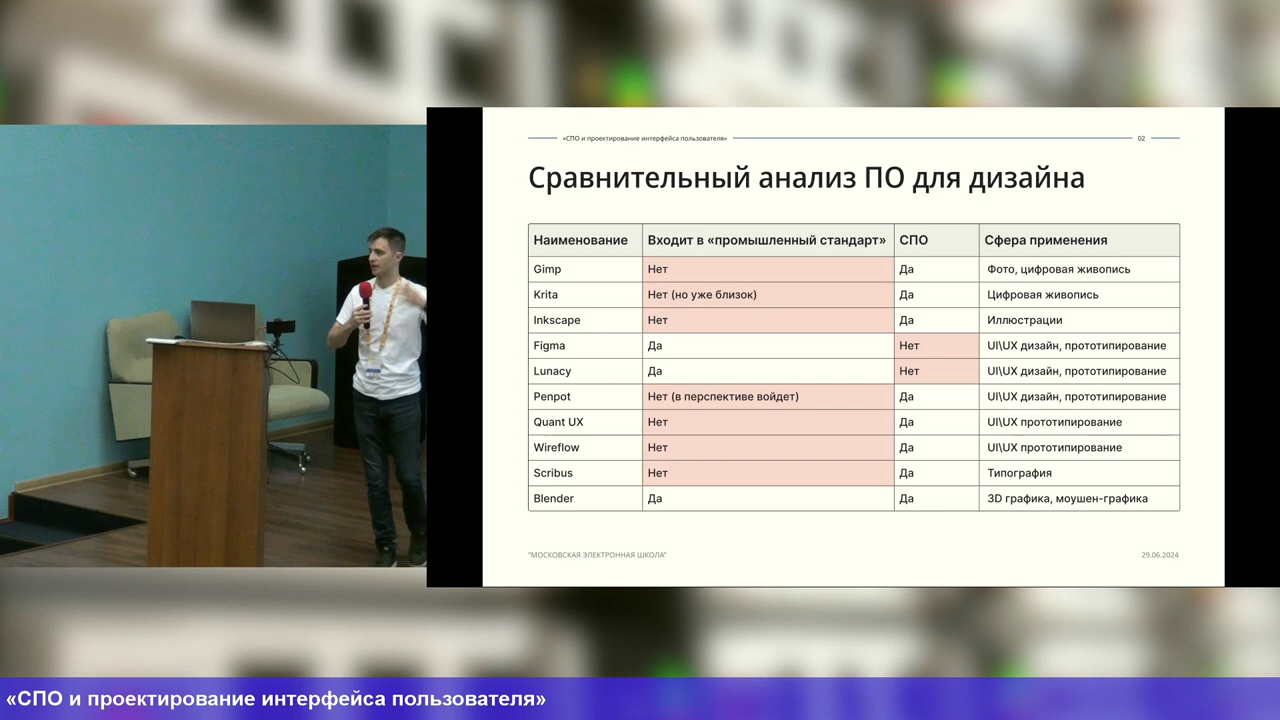 «СПО и проектирование интерфейса пользователя» 02
Сравнительный анализ ПО для дизайна
Наименование Входит в «промышленный стандарт» СПО Сфера применения
Gimp Нет Да Фото, цифровая живопись
Krita Нет (но уже близок) Да Цифровая живопись
Inkscape Нет Да Иллюстрации
Figma Да Нет UI\UX дизайн, прототипирование
Lunacy Да Нет UI\UX дизайн, прототипирование
Penpot Нет (в перспективе войдет) Да UI\UX дизайн, прототипирование
Quant UX Нет Да UI\UX прототипирование
Wireflow Нет Да UI\UX прототипирование
Scribus Нет Да Типография
Blender Да Да 3D графика, моушен-графика
"МОСКОВСКАЯ ЭЛЕКТРОННАЯ ШКОЛА" 29.06.2024
«СПО и проектирование интерфейса пользователя»